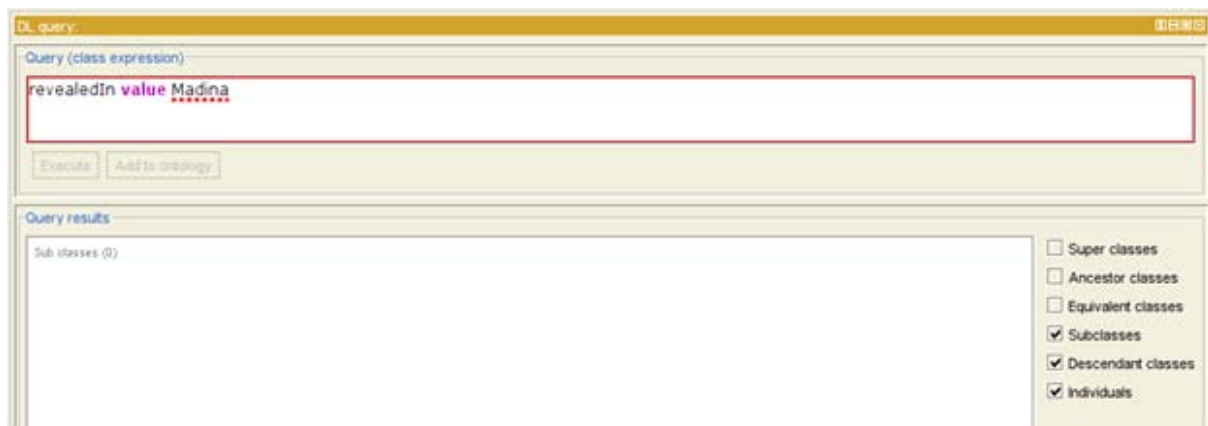 DL query:
Query (class expression)
revealedIn value Madina
Execute
Add to ontology
Query results
Sub classes (0)
Super classes
Ancestor classes
Equivalent classes
Subclasses
Descendant classes
Individuals